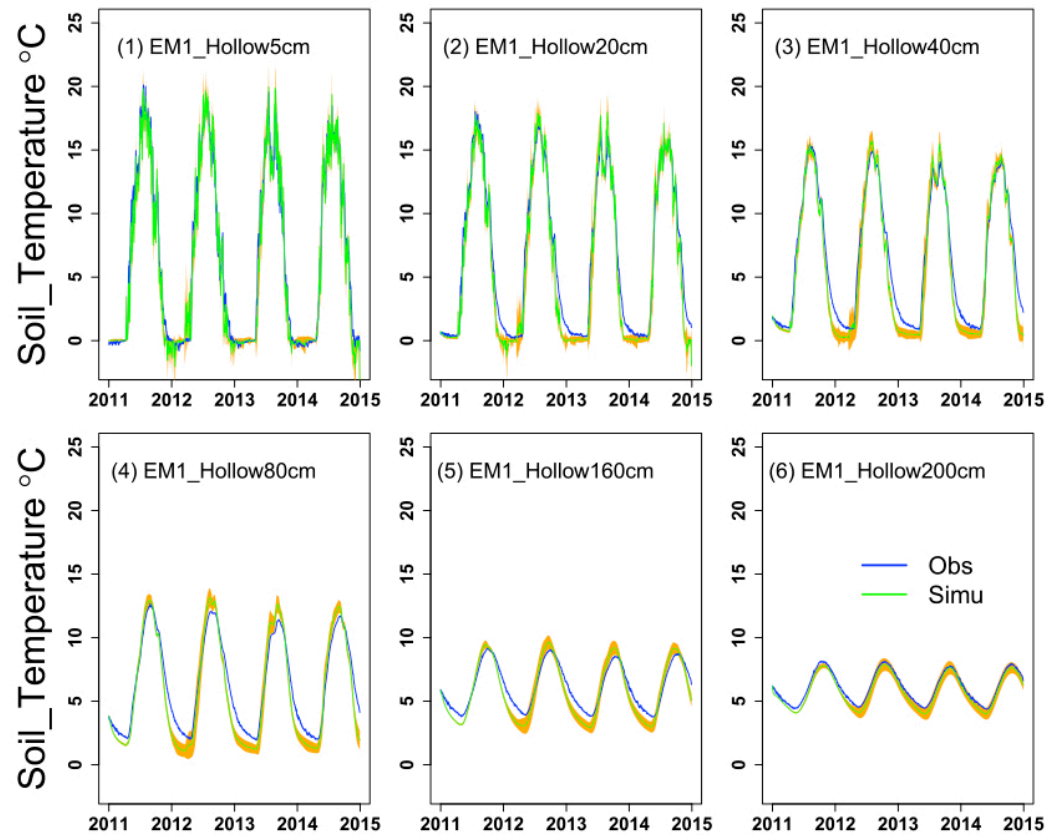 Soil_Temperature °C
25
20
15
10
5
0
(1) EM1_Hollow5cm
2011 2012 2013 2014 2015
25
20
15
10
5
0
(2) EM1_Hollow20cm
2011 2012 2013 2014 2015
25
20
15
10
5
0
(3) EM1_Hollow40cm
2011 2012 2013 2014 2015
Soil_Temperature °C
25
20
15
10
5
0
(4) EM1_Hollow80cm
2011 2012 2013 2014 2015
25
20
15
10
5
0
(5) EM1_Hollow160cm
2011 2012 2013 2014 2015
25
20
15
10
5
0
(6) EM1_Hollow200cm
Obs
Simu
2011 2012 2013 2014 2015